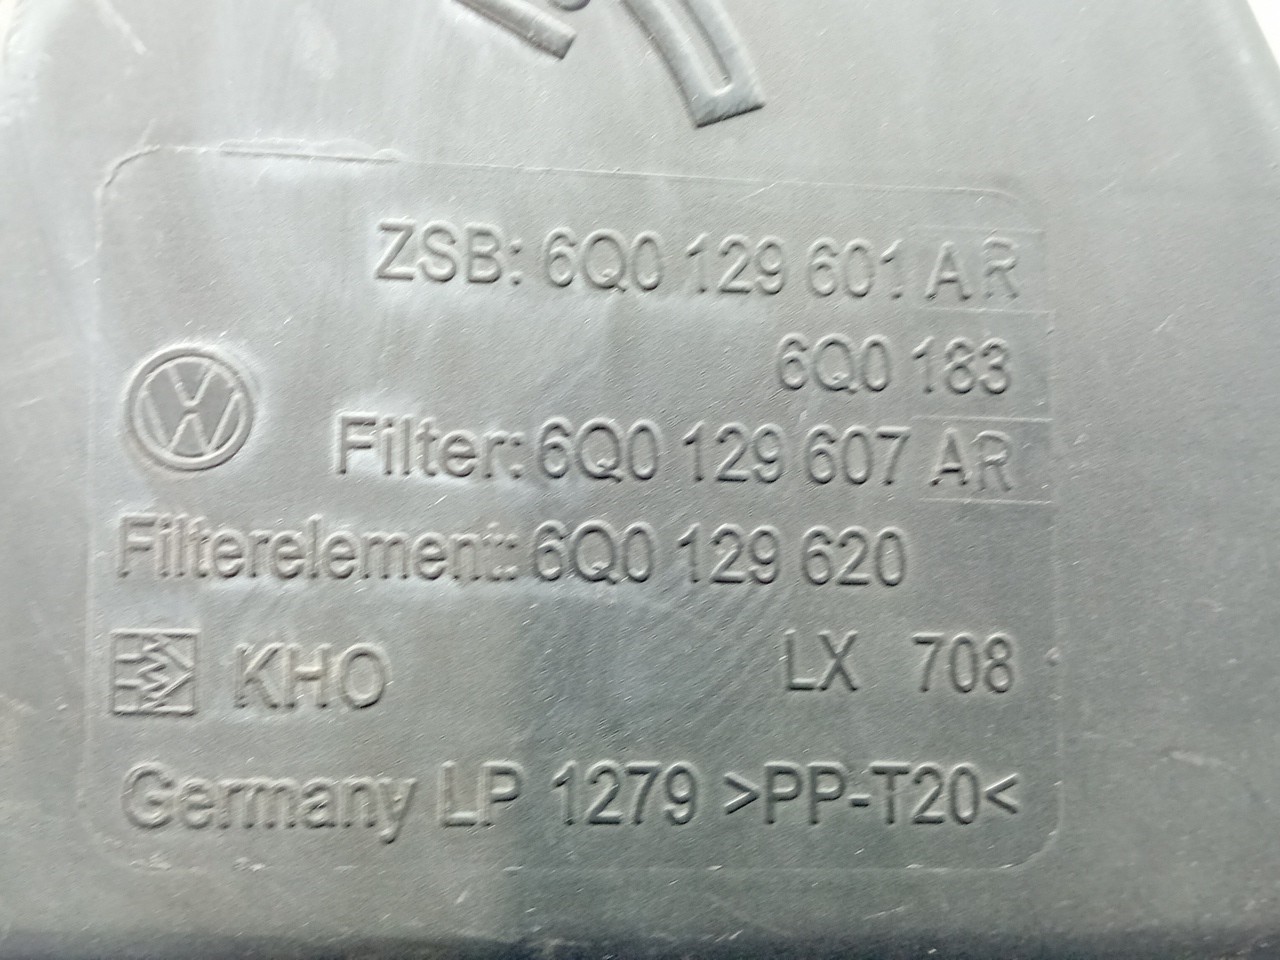 ZSB: 6Q0 129 601 AR
6Q0 183
Filter: 6Q0 129 607 AR
Filterelement: 6Q0 129 620
KHO LX 708
Germany LP 1279 >PP-T20<